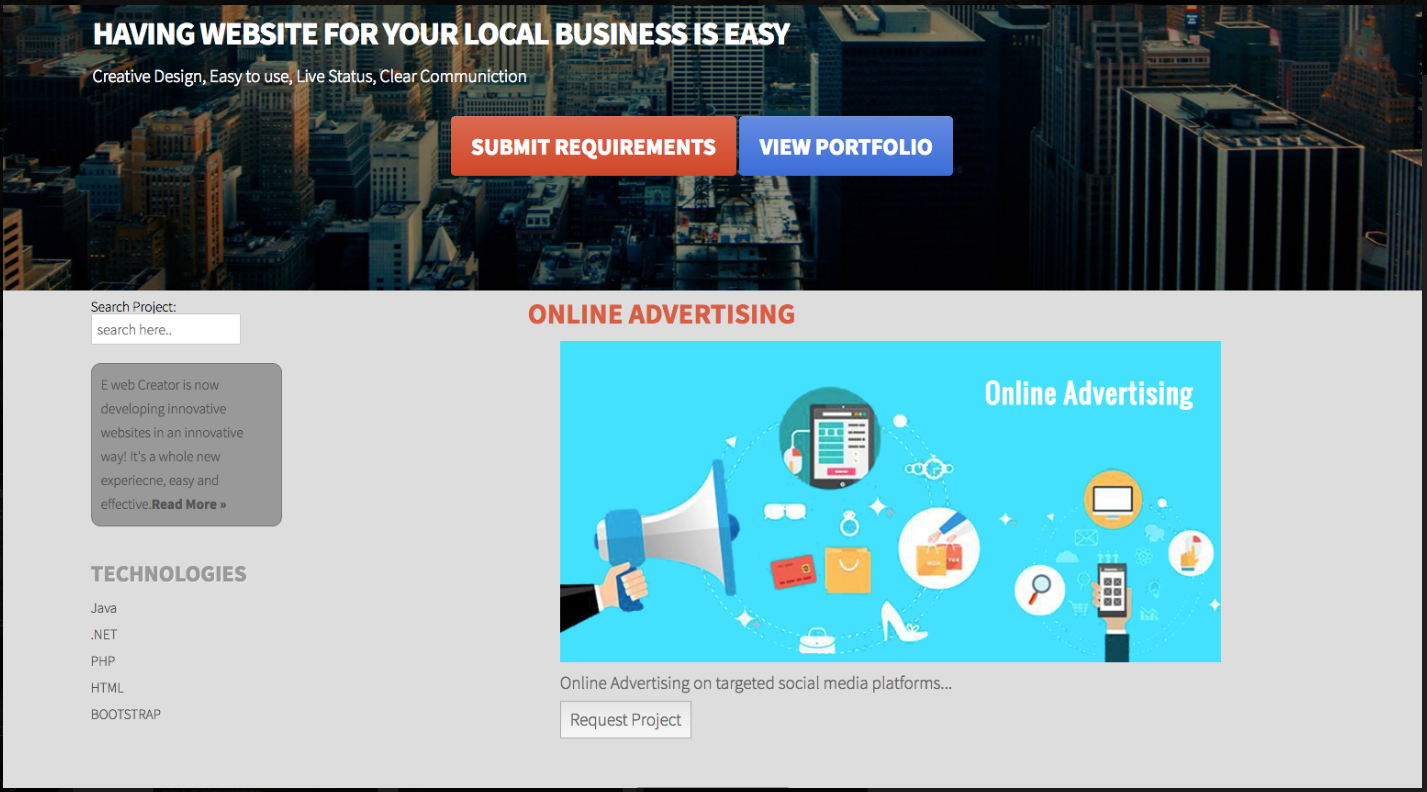 HAVING WEBSITE FOR YOUR LOCAL BUSINESS IS EASY
Creative Design, Easy to use, Live Status, Clear Communiction
SUBMIT REQUIREMENTS
VIEW PORTFOLIO
Search Project:
search here..
E web Creator is now
developing innovative
websites in an innovative
way! It's a whole new
experiecne, easy and
effective.Read More »
TECHNOLOGIES
Java
.NET
PHP
HTML
BOOTSTRAP
ONLINE ADVERTISING
Online Advertising
Online Advertising on targeted social media platforms...
Request Project